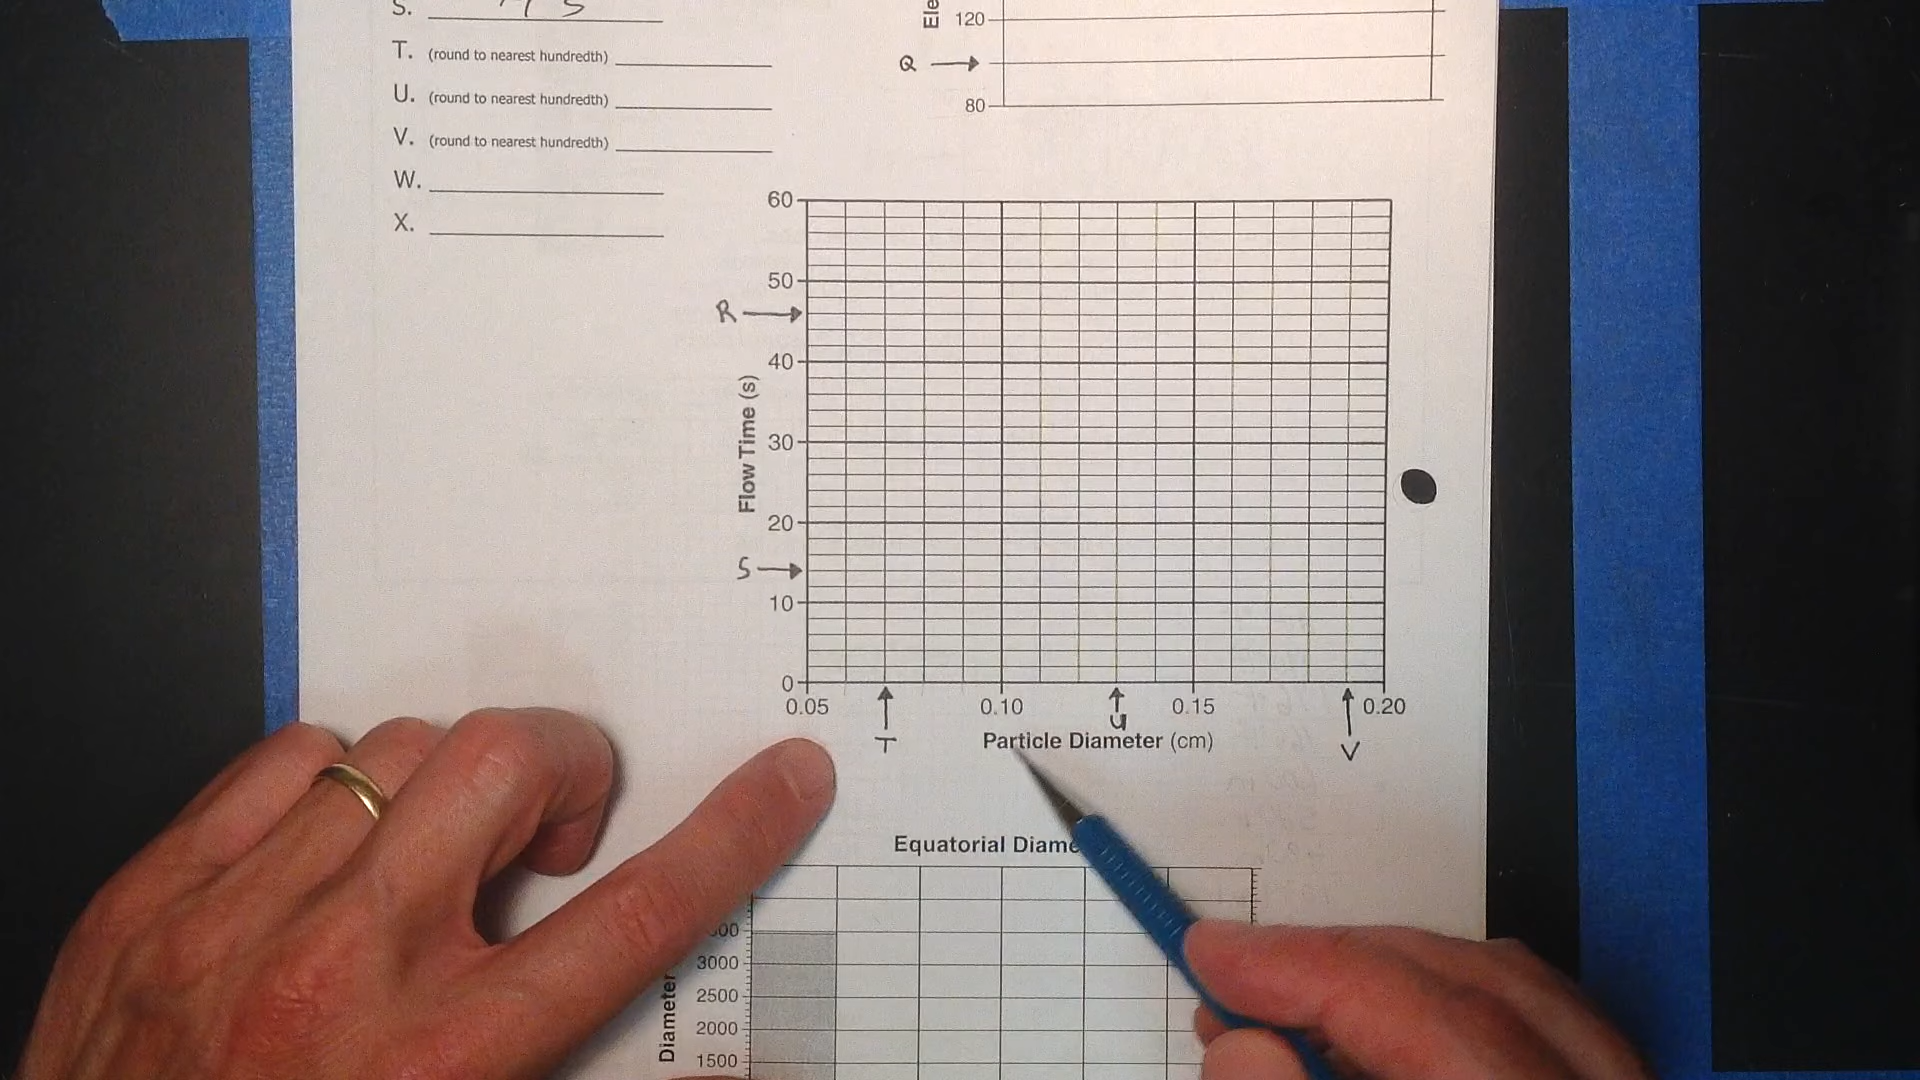 S.
T. (round to nearest hundredth)
U. (round to nearest hundredth)
V. (round to nearest hundredth)
W.
X.
Ele
120
Q
80
60
50
R
40
30
20
S
10
0
Flow Time (s)
0.05
0.10
0.15
0.20
T
U
V
Particle Diameter (cm)
Equatorial Diame
3000
2500
2000
1500
Diameter